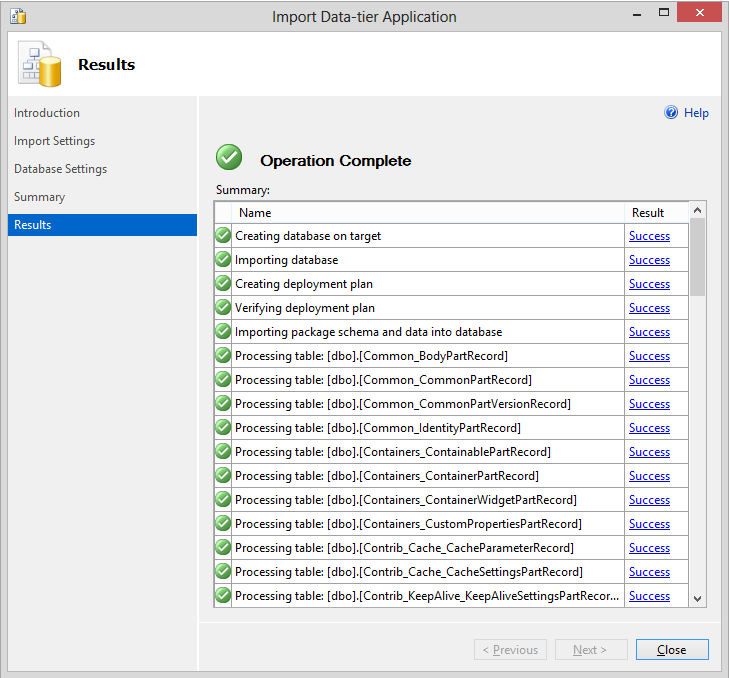 Import Data-tier Application
Results
Introduction
Import Settings
Database Settings
Summary
Results
Help
Operation Complete
Summary:
Name Result
Creating database on target Success
Importing database Success
Creating deployment plan Success
Verifying deployment plan Success
Importing package schema and data into database Success
Processing table: [dbo].[Common_BodyPartRecord] Success
Processing table: [dbo].[Common_CommonPartRecord] Success
Processing table: [dbo].[Common_CommonPartVersionRecord] Success
Processing table: [dbo].[Common_IdentityPartRecord] Success
Processing table: [dbo].[Containers_ContainablePartRecord] Success
Processing table: [dbo].[Containers_ContainerPartRecord] Success
Processing table: [dbo].[Containers_ContainerWidgetPartRecord] Success
Processing table: [dbo].[Containers_CustomPropertiesPartRecord] Success
Processing table: [dbo].[Contrib_Cache_CacheParameterRecord] Success
Processing table: [dbo].[Contrib_Cache_CacheSettingsPartRecord] Success
Processing table: [dbo].[Contrib_KeepAlive_KeepAliveSettingsPartRecor... Success
< Previous Next > Close